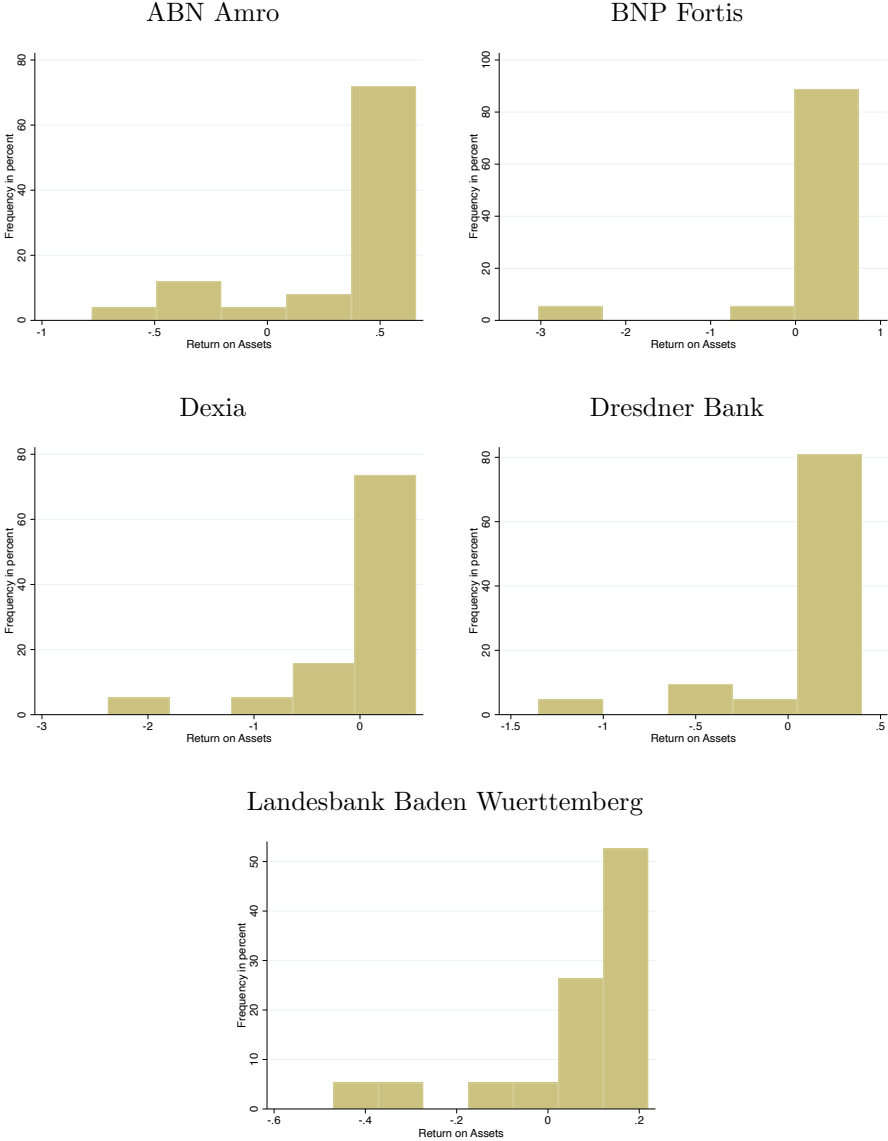 ABN Amro
BNP Fortis
Frequency in percent
0 20 40 60 80
-1 -.5 0 .5
Return on Assets
Frequency in percent
0 20 40 60 80 100
-3 -2 -1 0 1
Return on Assets
Dexia
Dresdner Bank
Frequency in percent
0 20 40 60 80
-3 -2 -1 0
Return on Assets
Frequency in percent
0 20 40 60 80
-1.5 -1 -.5 0 .5
Return on Assets
Landesbank Baden Wuerttemberg
Frequency in percent
0 10 20 30 40 50
-.6 -.4 -.2 0 .2
Return on Assets